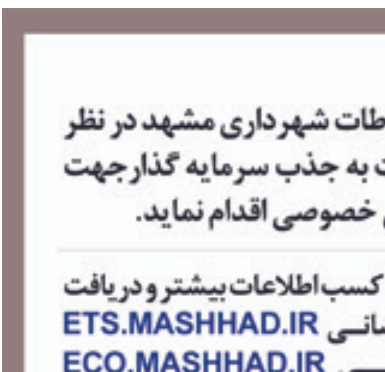 شهرداری مشهد در نظر
به جذب سرمایه گذار جهت
خصوصی اقدام نماید.
کسب اطلاعات بیشتر و دریافت
ETS.MASHHAD.IR
ECO.MASHHAD.IR